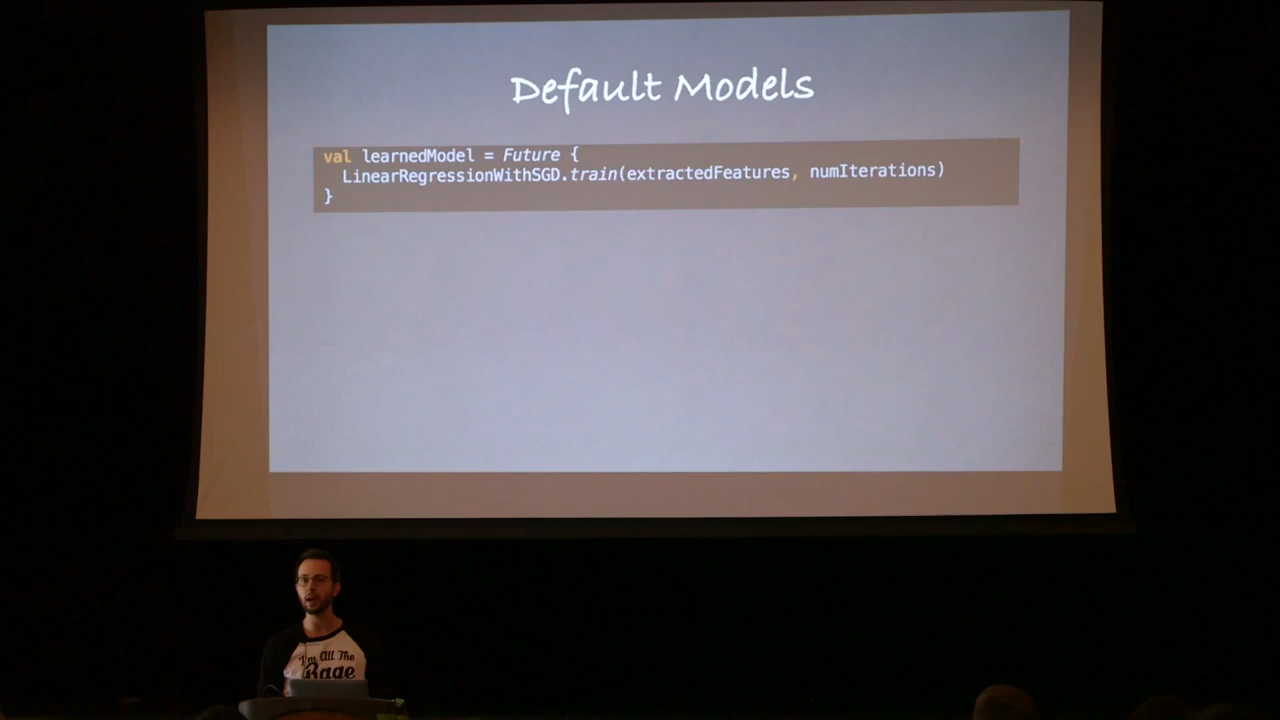 Default Models
val learnedModel = Future {
LinearRegressionWithSGD.train(extractedFeatures, numIterations)
}
I'm All The
Rage